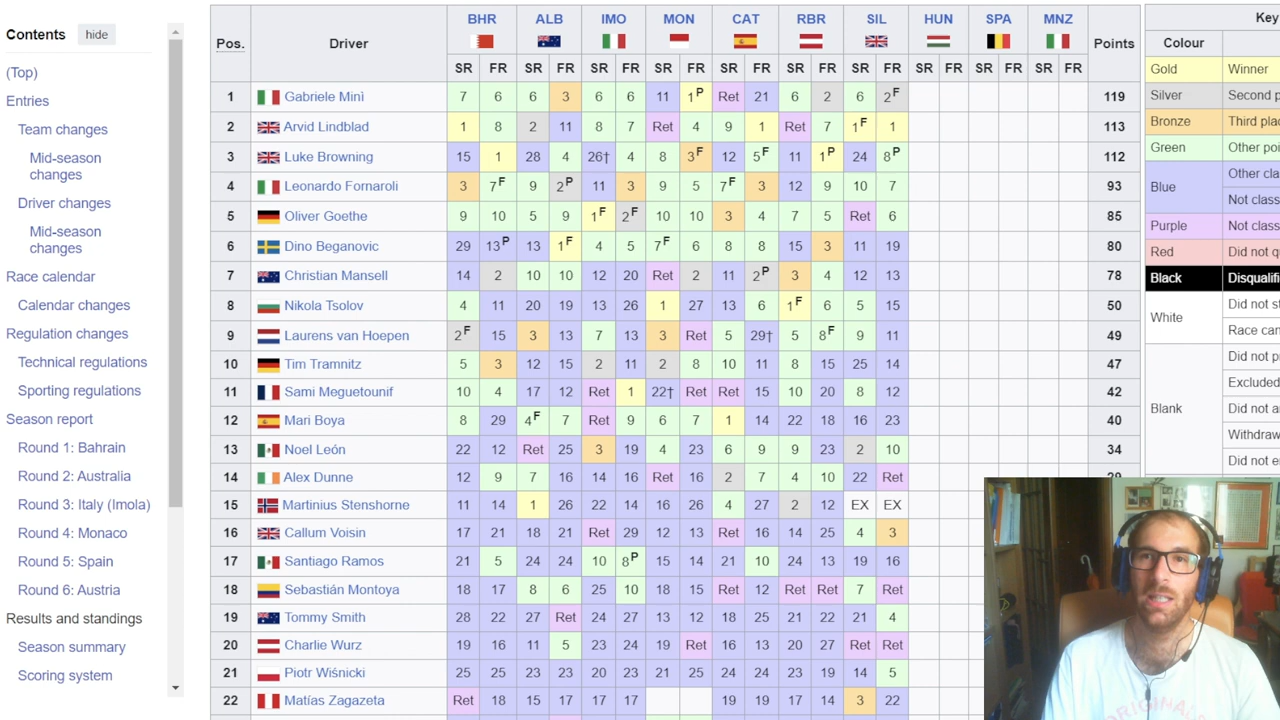 Contents hide
(Top)
Entries
Team changes
Mid-season
changes
Driver changes
Mid-season
changes
Race calendar
Calendar changes
Regulation changes
Technical regulations
Sporting regulations
Season report
Round 1: Bahrain
Round 2: Australia
Round 3: Italy (Imola)
Round 4: Monaco
Round 5: Spain
Round 6: Austria
Results and standings
Season summary
Scoring system
Pos. Driver BHR ALB IMO MON CAT RBR SIL HUN SPA MNZ Points
SR FR SR FR SR FR SR FR SR FR SR FR SR FR SR FR SR FR SR FR
1 Gabriele Minì 7 6 6 3 6 6 11 1P Ret 21 6 2 6 2F 119
2 Arvid Lindblad 1 8 2 11 8 7 Ret 4 9 1 Ret 7 1F 1 113
3 Luke Browning 15 1 28 4 26† 4 8 3F 12 5F 11 1P 24 8P 112
4 Leonardo Fornaroli 3 7F 9 2P 11 3 9 5 7F 3 12 9 10 7 93
5 Oliver Goethe 9 10 5 9 1F 2F 10 10 3 4 7 5 Ret 6 85
6 Dino Beganovic 29 13P 13 1F 4 5 7F 6 8 8 15 3 11 19 80
7 Christian Mansell 14 2 10 10 12 20 Ret 2 11 2P 3 4 12 13 78
8 Nikola Tsolov 4 11 20 19 13 26 1 27 13 6 1F 6 5 15 50
9 Laurens van Hoepen 2F 15 3 13 7 13 3 Ret 5 29† 5 8F 9 11 49
10 Tim Tramnitz 5 3 12 15 2 11 2 8 10 11 8 15 25 14 47
11 Sami Meguetounif 10 4 17 12 Ret 1 22† Ret Ret 15 10 20 8 12 42
12 Mari Boya 8 29 4F 7 Ret 9 6 7 1 14 22 18 16 23 40
13 Noel León 22 12 Ret 25 3 19 4 23 6 9 9 23 2 10 34
14 Alex Dunne 12 9 7 16 14 16 Ret 16 2 7 4 10 22 Ret 29
15 Martinius Stenshorne 18 14 1 26 22 14 16 26 4 27 2 12 EX EX
16 Callum Voisin 17 21 18 21 Ret 29 12 13 Ret 16 14 25 4 3
17 Santiago Ramos 21 5 24 24 10 8P 15 14 21 10 24 13 19 16
18 Sebastián Montoya 16 17 8 6 25 10 18 15 Ret 12 Ret Ret 7 Ret
19 Tommy Smith 20 22 27 Ret 24 27 13 11 18 25 21 22 21 4
20 Charlie Wurz 19 16 11 5 23 24 19 Ret 16 13 20 27 Ret Ret
21 Piotr Wiśnicki 25 25 23 23 20 23 21 25 24 24 23 19 14 5
22 Matías Zagazeta Ret 18 15 17 17 17 19 19 17 14 3 22
Key
Colour
Gold Winner
Silver Second
Bronze Third
Green Other
Blue Other
Not
Purple Not
Red Did not
Black
White Did not
Race
Blank Did not
Excluded
Did not
Did not